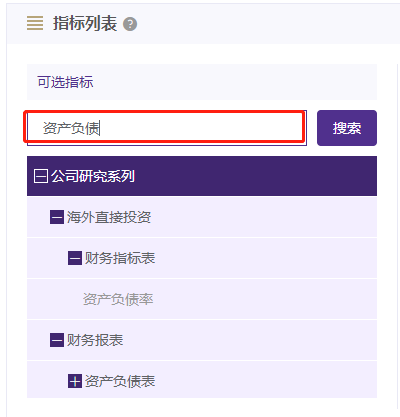 指标列表
可选指标
资产负债
搜索
公司研究系列
海外直接投资
财务指标表
资产负债率
财务报表
资产负债表